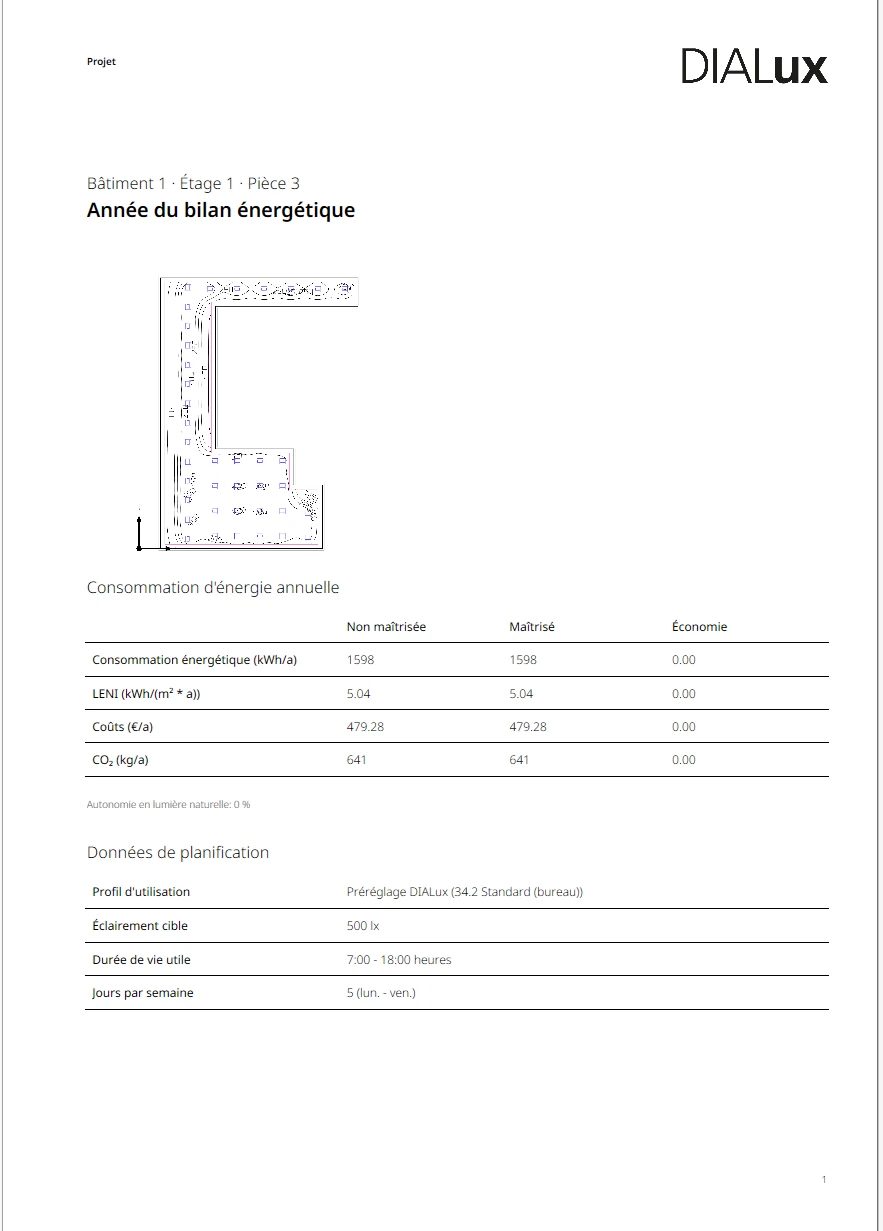 Projet
DIALux
Bâtiment 1 · Étage 1 · Pièce 3
Année du bilan énergétique
Consommation d'énergie annuelle
Non maîtrisée Maîtrisé Économie
Consommation énergétique (kWh/a) 1598 1598 0.00
LENI (kWh/(m² * a)) 5.04 5.04 0.00
Coûts (€/a) 479.28 479.28 0.00
CO₂ (kg/a) 641 641 0.00
Autonomie en lumière naturelle: 0 %
Données de planification
Profil d'utilisation Préréglage DIALux (34.2 Standard (bureau))
Éclairement cible 500 lx
Durée de vie utile 7:00 - 18:00 heures
Jours par semaine 5 (lun. - ven.)
1